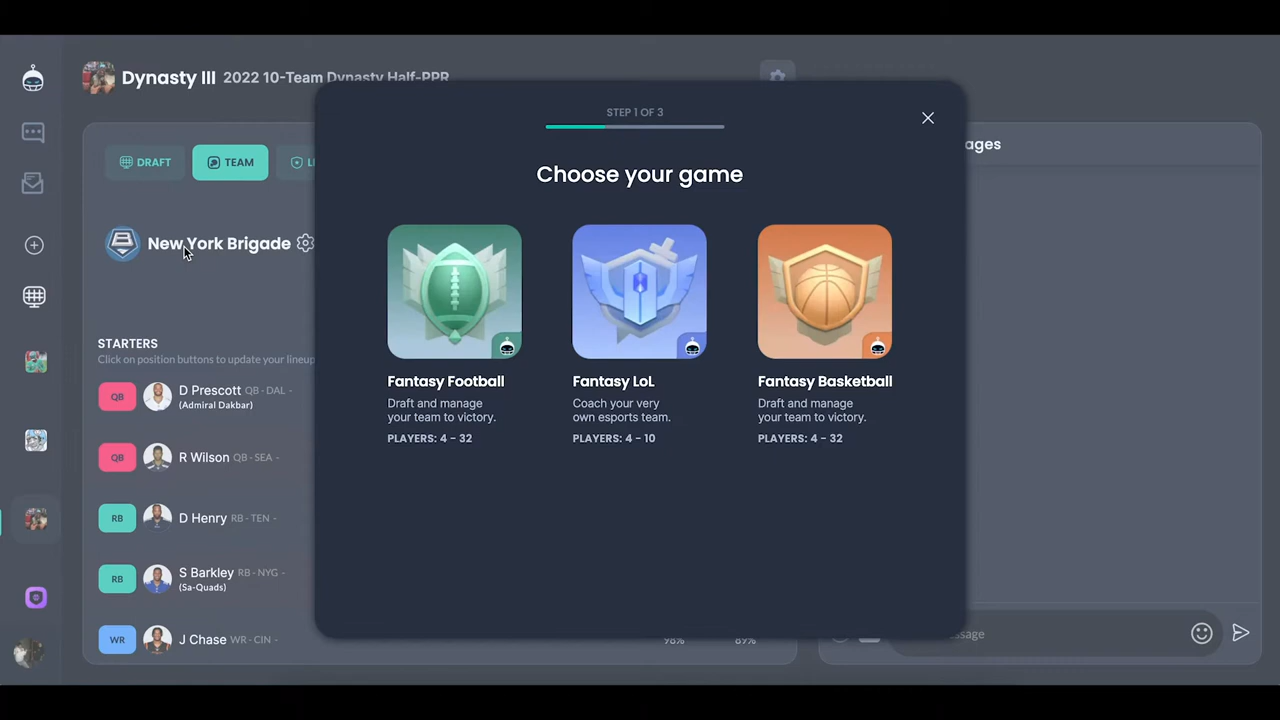 Dynasty III 2022 10-Team Dynasty Half-PPR
DRAFT
TEAM
New York Brigade
STARTERS
Click on position buttons to update your lineup
QB
D Prescott QB - DAL -
(Admiral Dakbar)
QB
R Wilson QB - SEA -
RB
D Henry RB - TEN -
RB
S Barkley RB - NYG -
(Sa-Quads)
WR
J Chase WR - CIN -
98%
89%
STEP 1 OF 3
Choose your game
Fantasy Football
Draft and manage
your team to victory.
PLAYERS: 4 - 32
Fantasy LoL
Coach your very
own esports team.
PLAYERS: 4 - 10
Fantasy Basketball
Draft and manage
your team to victory.
PLAYERS: 4 - 32
ages
essage